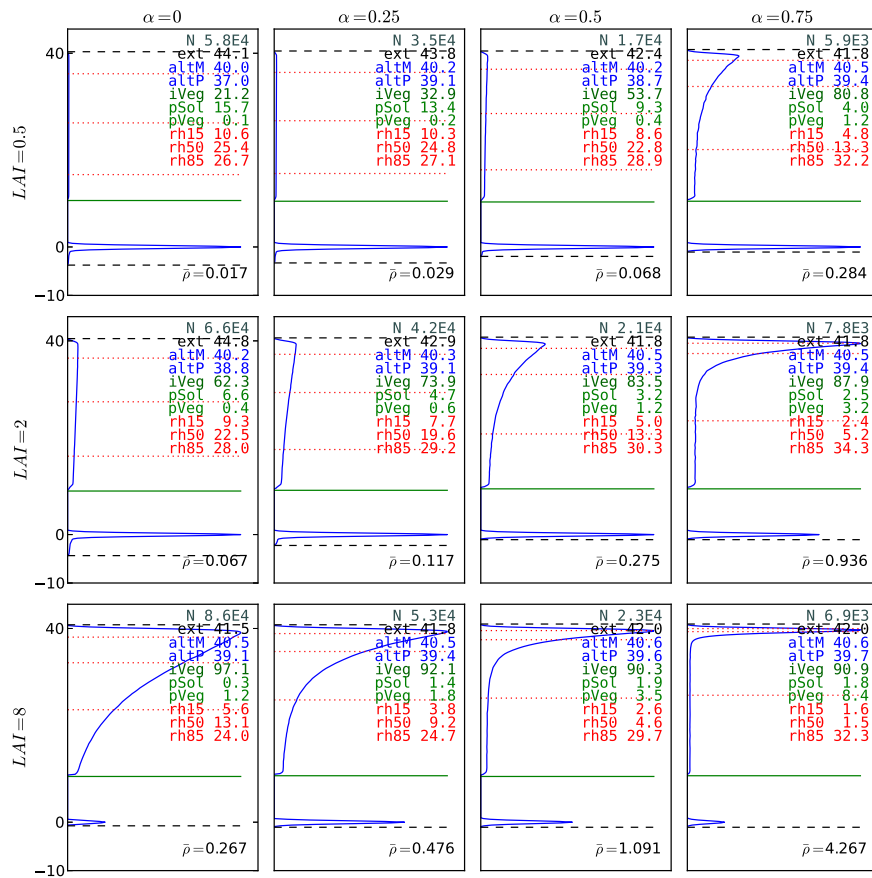 α=0 α=0.25 α=0.5 α=0.75
LAI=0.5
40
0
−10
N 5.8E4
ext 44.1
altM 40.0
altP 37.0
iVeg 21.2
pSol 15.7
pVeg 0.1
rh15 10.6
rh50 25.4
rh85 26.7
ρ̄=0.017
N 3.5E4
ext 43.8
altM 40.2
altP 39.1
iVeg 32.9
pSol 13.4
pVeg 0.2
rh15 10.3
rh50 24.8
rh85 27.1
ρ̄=0.029
N 1.7E4
ext 42.4
altM 40.2
altP 38.7
iVeg 53.7
pSol 9.3
pVeg 0.4
rh15 8.6
rh50 22.8
rh85 28.9
ρ̄=0.068
N 5.9E3
ext 41.8
altM 40.5
altP 39.4
iVeg 80.8
pSol 4.0
pVeg 1.2
rh15 4.8
rh50 13.3
rh85 32.2
ρ̄=0.284
LAI=2
40
0
−10
N 6.6E4
ext 44.8
altM 40.2
altP 38.8
iVeg 62.3
pSol 6.6
pVeg 0.4
rh15 9.3
rh50 22.5
rh85 28.0
ρ̄=0.067
N 4.2E4
ext 42.9
altM 40.3
altP 39.1
iVeg 73.9
pSol 4.7
pVeg 0.6
rh15 7.7
rh50 19.6
rh85 29.2
ρ̄=0.117
N 2.1E4
ext 41.8
altM 40.5
altP 39.3
iVeg 83.5
pSol 3.2
pVeg 1.2
rh15 5.0
rh50 13.3
rh85 30.3
ρ̄=0.275
N 7.8E3
ext 41.8
altM 40.5
altP 39.4
iVeg 87.9
pSol 2.5
pVeg 3.2
rh15 2.4
rh50 5.2
rh85 34.3
ρ̄=0.936
LAI=8
40
0
−10
N 8.6E4
ext 41.5
altM 40.5
altP 39.1
iVeg 97.1
pSol 0.3
pVeg 1.2
rh15 5.6
rh50 13.1
rh85 24.0
ρ̄=0.267
N 5.3E4
ext 41.8
altM 40.5
altP 39.4
iVeg 92.1
pSol 1.4
pVeg 1.8
rh15 3.8
rh50 9.2
rh85 24.7
ρ̄=0.476
N 2.3E4
ext 42.0
altM 40.6
altP 39.6
iVeg 90.3
pSol 1.9
pVeg 3.5
rh15 2.6
rh50 4.6
rh85 29.7
ρ̄=1.091
N 6.9E3
ext 42.0
altM 40.6
altP 39.7
iVeg 90.9
pSol 1.8
pVeg 8.4
rh15 1.6
rh50 1.5
rh85 32.3
ρ̄=4.267